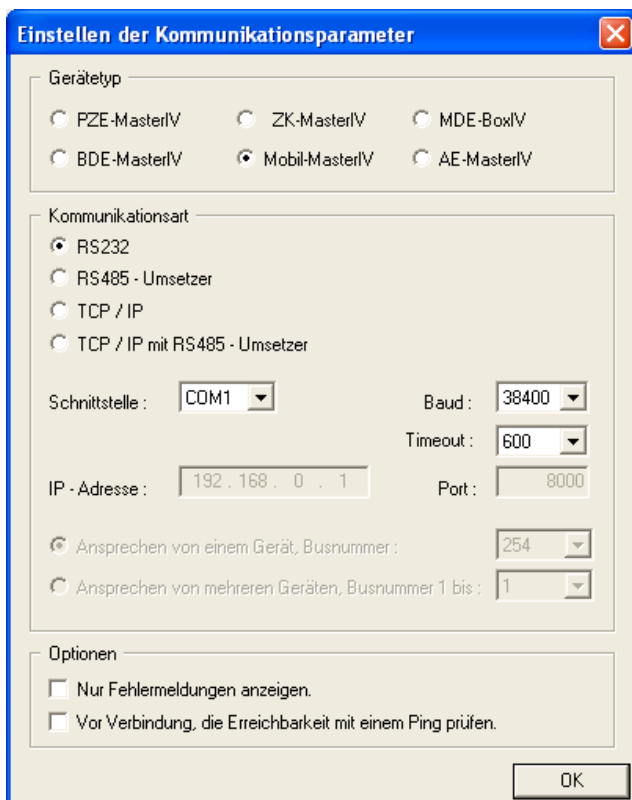 Einstellen der Kommunikationsparameter
Gerätetyp
PZE-MasterIV ZK-MasterIV MDE-BoxIV
BDE-MasterIV Mobil-MasterIV AE-MasterIV
Kommunikationsart
RS232
RS485 - Umsetzer
TCP / IP
TCP / IP mit RS485 - Umsetzer
Schnittstelle : COM1 Baud : 38400
Timeout : 600
IP - Adresse : 192 . 168 . 0 . 1 Port : 8000
Ansprechen von einem Gerät, Busnummer : 254
Ansprechen von mehreren Geräten, Busnummer 1 bis : 1
Optionen
Nur Fehlermeldungen anzeigen.
Vor Verbindung, die Erreichbarkeit mit einem Ping prüfen.
OK